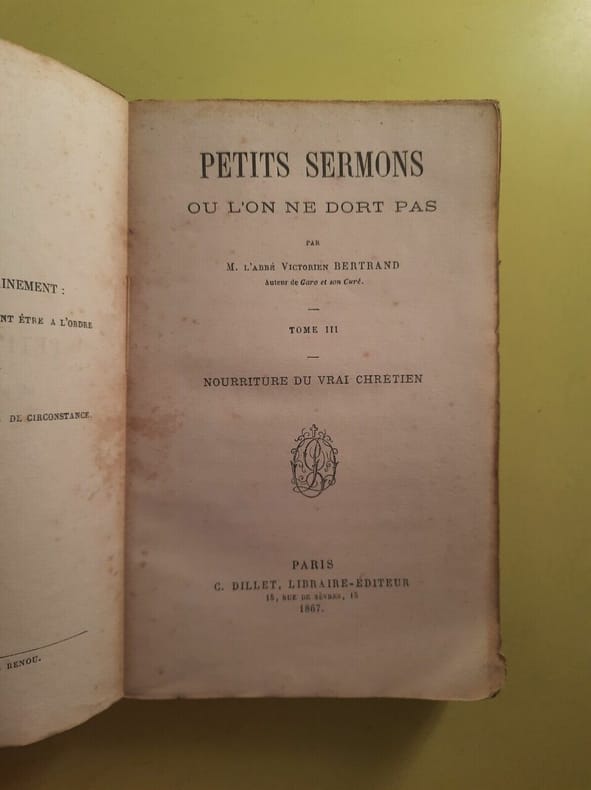 INEMENT :
NT ÊTRE A L'ORDRE
DE CIRCONSTANCE.
RENOU.
PETITS SERMONS
OU L'ON NE DORT PAS
PAR
M. L'ABBÉ VICTORIEN BERTRAND
Auteur de Garo et son Curé.
TOME III
NOURRITURE DU VRAI CHRÉTIEN
PARIS
C. DILLET, LIBRAIRE-ÉDITEUR
15, RUE DE SÈVRES, 15
1867.